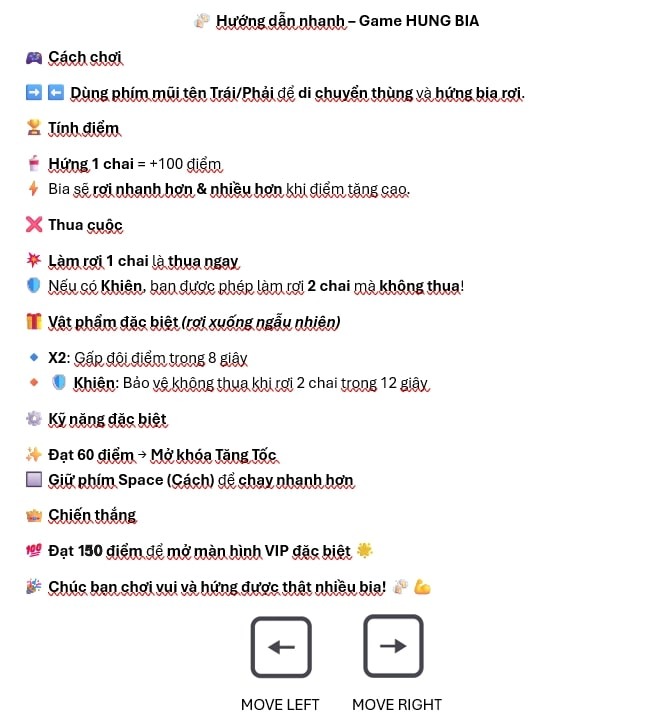 Hướng dẫn nhanh – Game HUNG BIA
Cách chơi
Dùng phím mũi tên Trái/Phải để di chuyển thùng và hứng bia rơi.
Tính điểm
Hứng 1 chai = +100 điểm
Bia sẽ rơi nhanh hơn & nhiều hơn khi điểm tăng cao.
Thua cuộc
Làm rơi 1 chai là thua ngay
Nếu có Khiên, bạn được phép làm rơi 2 chai mà không thua!
Vật phẩm đặc biệt (rơi xuống ngẫu nhiên)
X2: Gấp đôi điểm trong 8 giây
Khiên: Bảo vệ không thua khi rơi 2 chai trong 12 giây
Kỹ năng đặc biệt
Đạt 60 điểm → Mở khóa Tăng Tốc
Giữ phím Space (Cách) để chạy nhanh hơn
Chiến thắng
Đạt điểm để mở màn hình VIP đặc biệt
Chúc bạn chơi vui và hứng được thật nhiều bia!
MOVE LEFT MOVE RIGHT